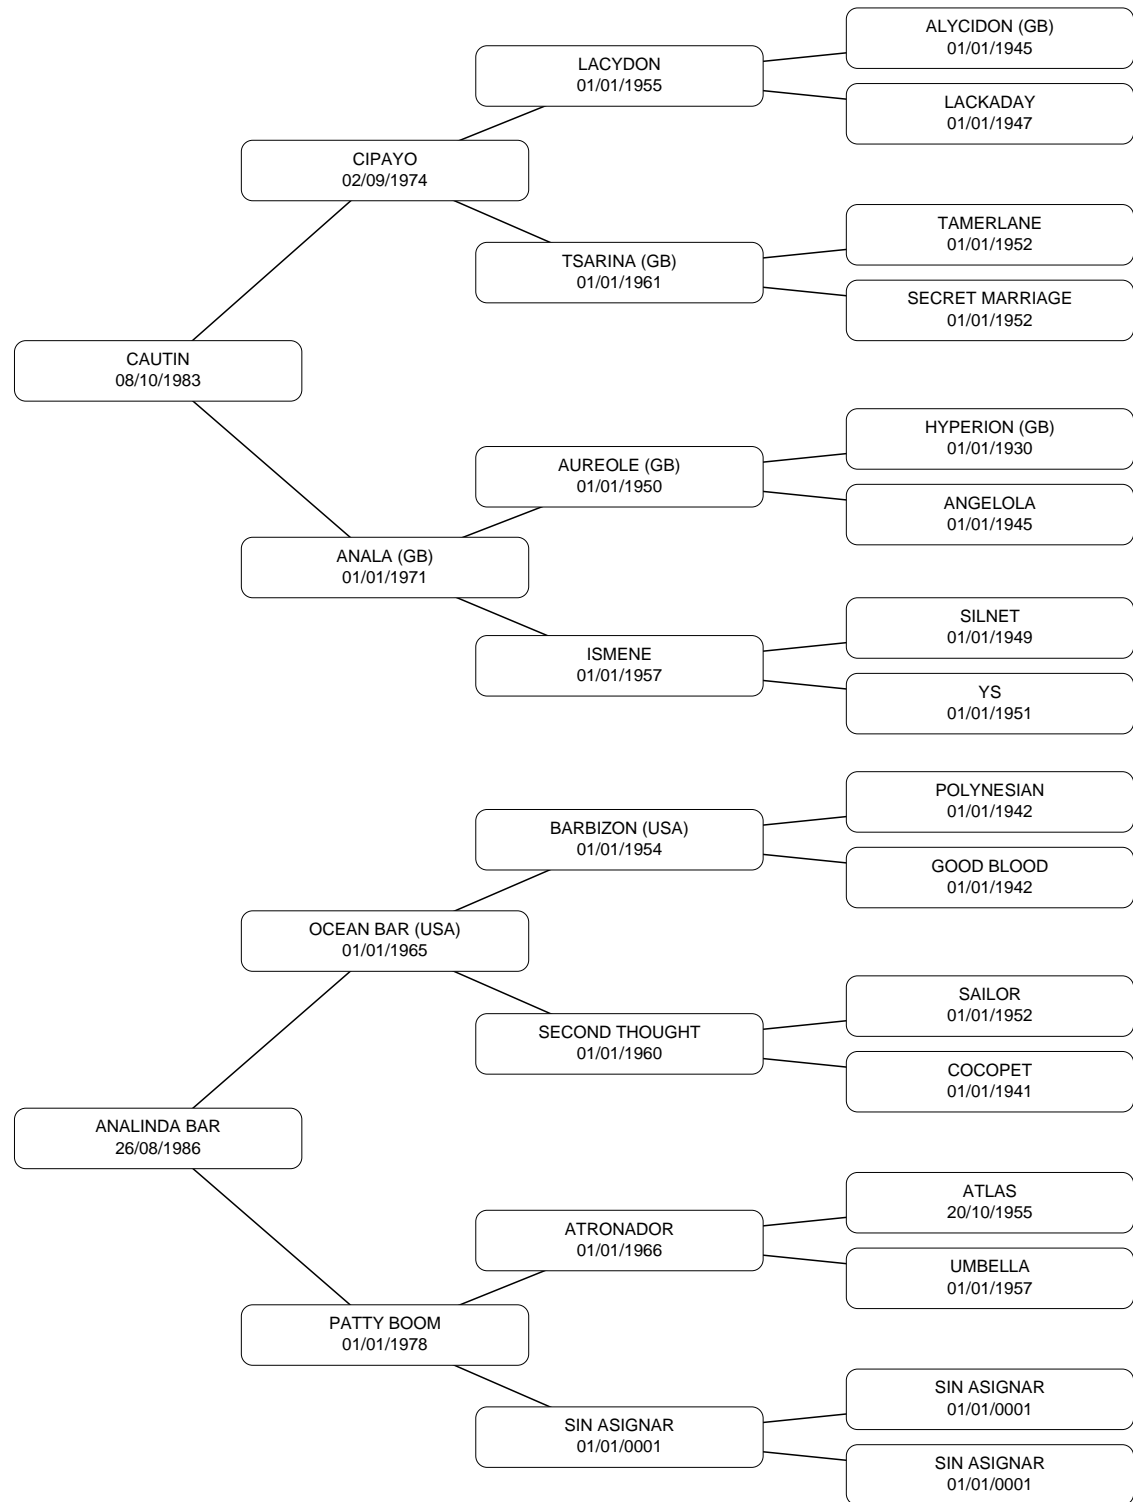 ALYCIDON (GB)
01/01/1945
LACYDON
01/01/1955
LACKADAY
01/01/1947
CIPAYO
02/09/1974
TAMERLANE
01/01/1952
TSARINA (GB)
01/01/1961
SECRET MARRIAGE
01/01/1952
CAUTIN
08/10/1983
HYPERION (GB)
01/01/1930
AUREOLE (GB)
01/01/1950
ANGELOLA
01/01/1945
ANALA (GB)
01/01/1971
SILNET
01/01/1949
ISMENE
01/01/1957
YS
01/01/1951
POLYNESIAN
01/01/1942
BARBIZON (USA)
01/01/1954
GOOD BLOOD
01/01/1942
OCEAN BAR (USA)
01/01/1965
SAILOR
01/01/1952
SECOND THOUGHT
01/01/1960
COCOPET
01/01/1941
ANALINDA BAR
26/08/1986
ATLAS
20/10/1955
ATRONADOR
01/01/1966
UMBELLA
01/01/1957
PATTY BOOM
01/01/1978
SIN ASIGNAR
01/01/0001
SIN ASIGNAR
01/01/0001
SIN ASIGNAR
01/01/0001